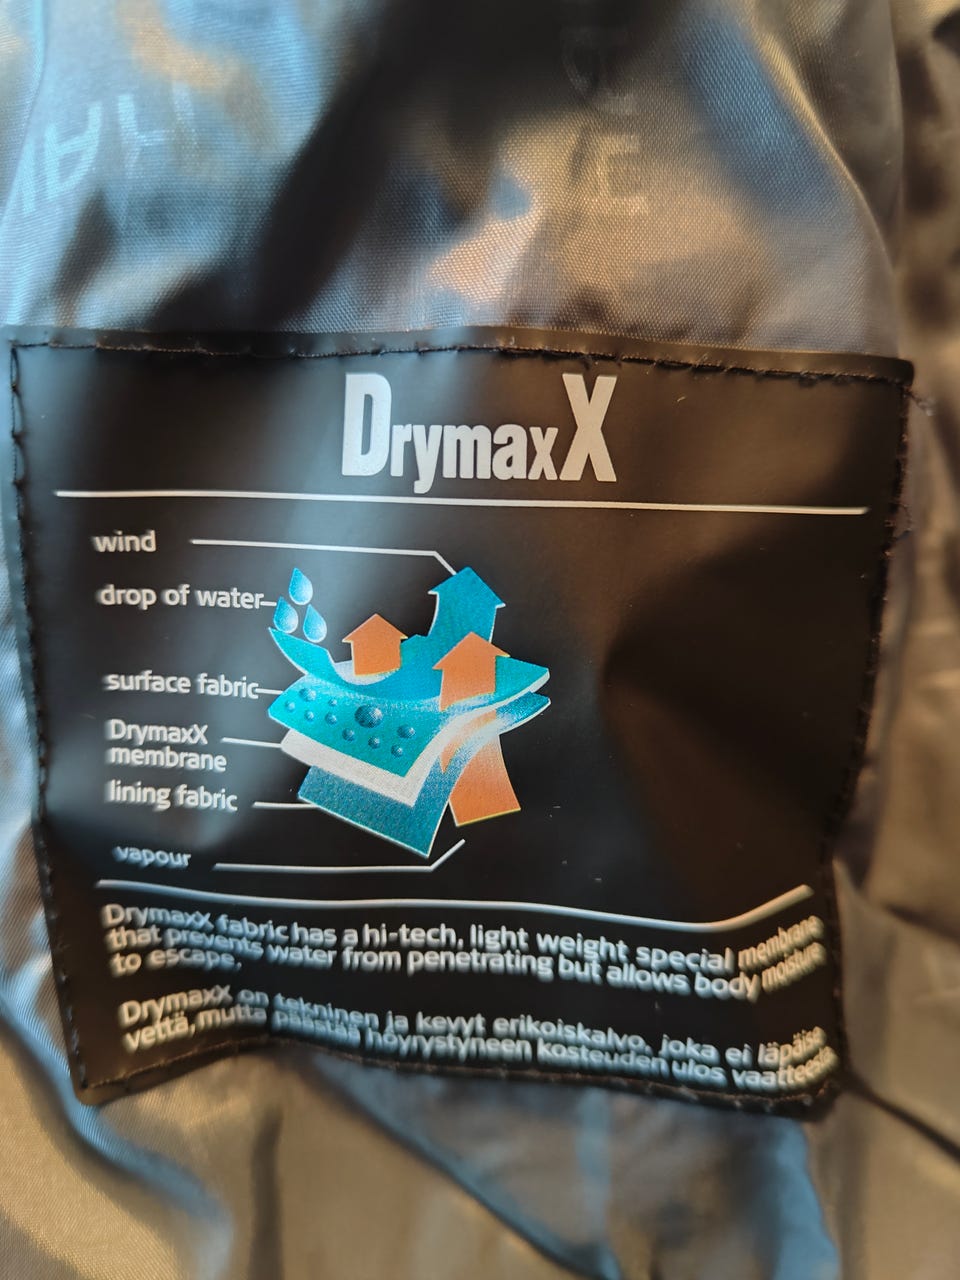 DrymaxX
wind
drop of water
surface fabric
DrymaxX
membrane
lining fabric
vapour
DrymaxX fabric has a hi-tech, light weight special membrane
that prevents water from penetrating but allows body moisture
to escape.
DrymaxX on tekninen ja kevyt erikoiskalvo, joka ei läpäise
vettä, mutta päästää höyrystyneen kosteuden ulos vaatteesta.